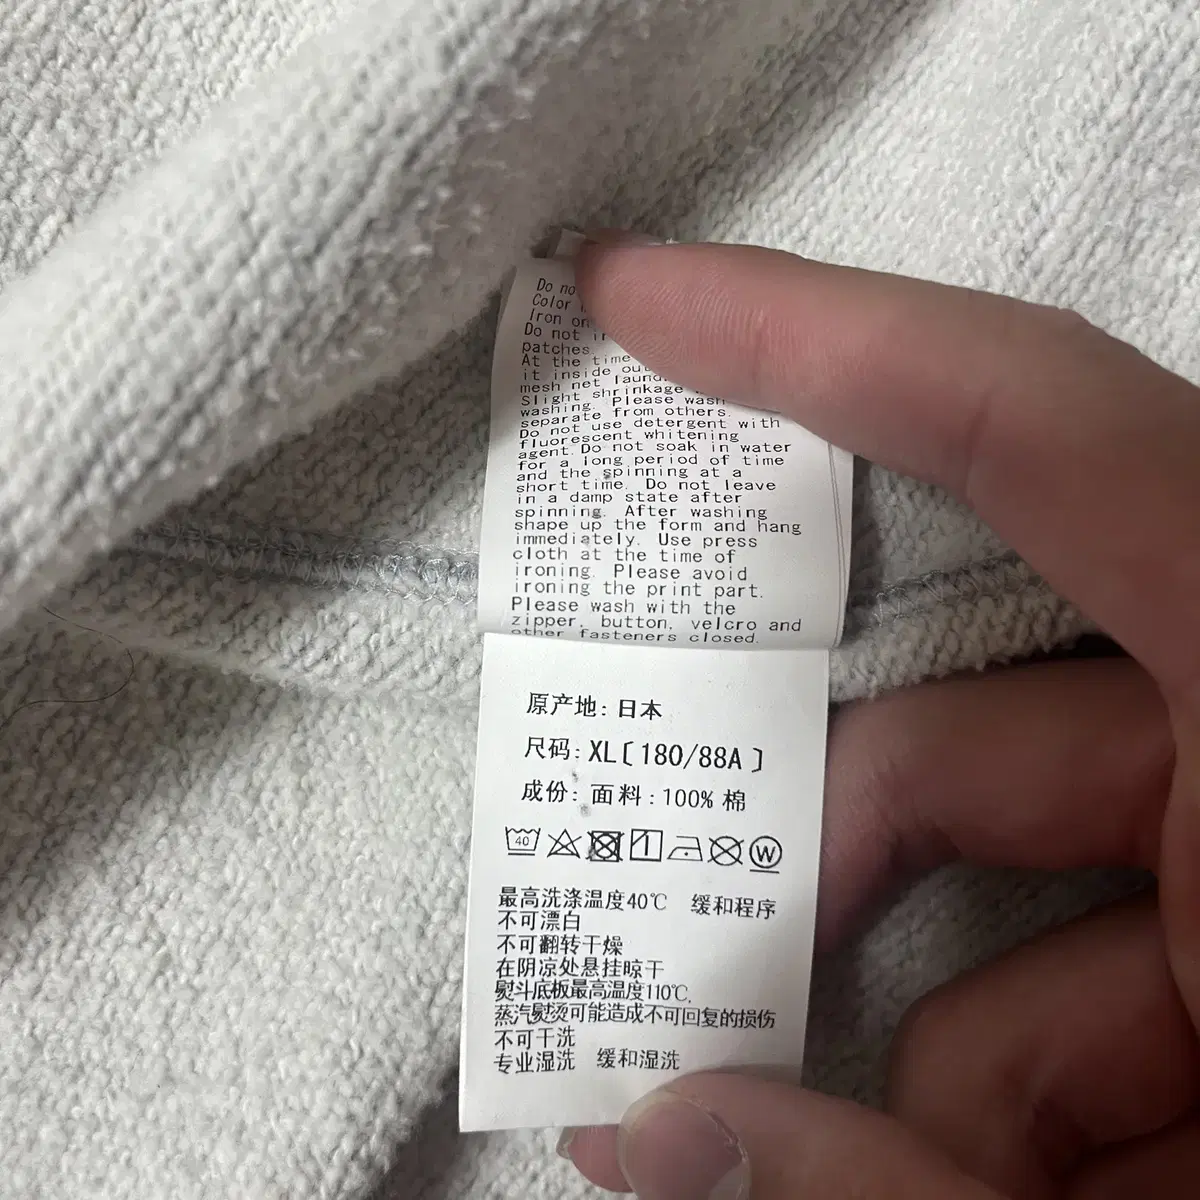 Do no
Color
Iron on
Do not
patches
At the time
it inside
mesh net
Slight shrinkage
washing. Please wash
separate from others.
Do not use detergent with
fluorescent whitening
agent. Do not soak in water
for a long period of time
and the spinning at a
short time. Do not leave
in a damp state after
spinning. After washing
shape up the form and hang
immediately. Use press
cloth at the time of
ironing. Please avoid
ironing the print part.
Please wash with the
zipper, button, velcro and
other fasteners closed.
原产地: 日本
尺码: XL[180/88A]
成份: 面料: 100% 棉
40 W
最高洗涤温度40℃ 缓和程序
不可漂白
不可翻转干燥
在阴凉处悬挂晾干
熨斗底板最高温度110℃,
蒸汽熨烫可能造成不可回复的损伤
不可干洗
专业湿洗 缓和湿洗